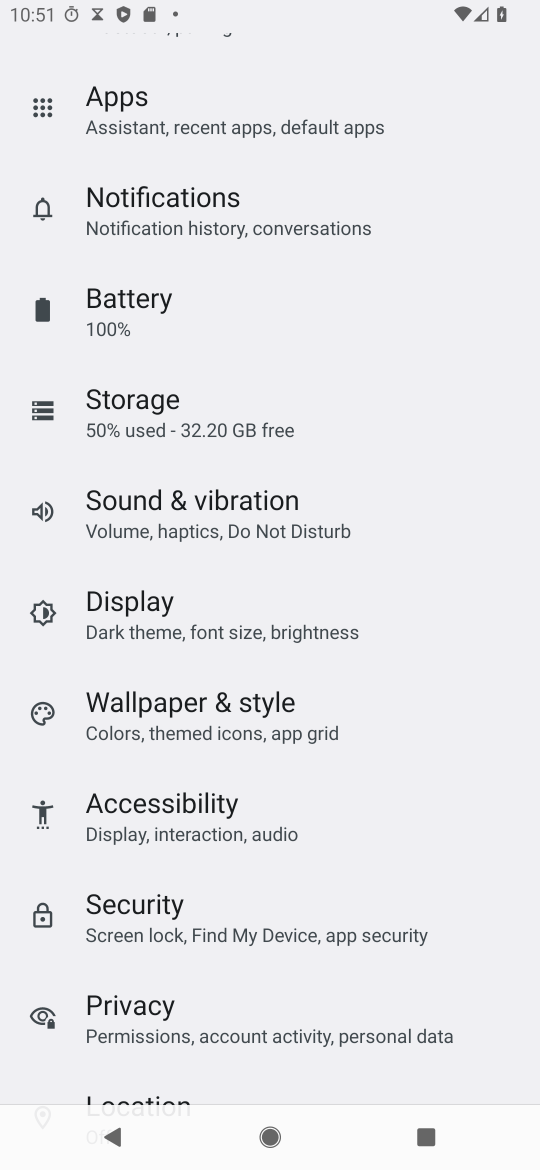 10:51
Apps
Assistant, recent apps, default apps
Notifications
Notification history, conversations
Battery
100%
Storage
50% used - 32.20 GB free
Sound & vibration
Volume, haptics, Do Not Disturb
Display
Dark theme, font size, brightness
Wallpaper & style
Colors, themed icons, app grid
Accessibility
Display, interaction, audio
Security
Screen lock, Find My Device, app security
Privacy
Permissions, account activity, personal data
Location